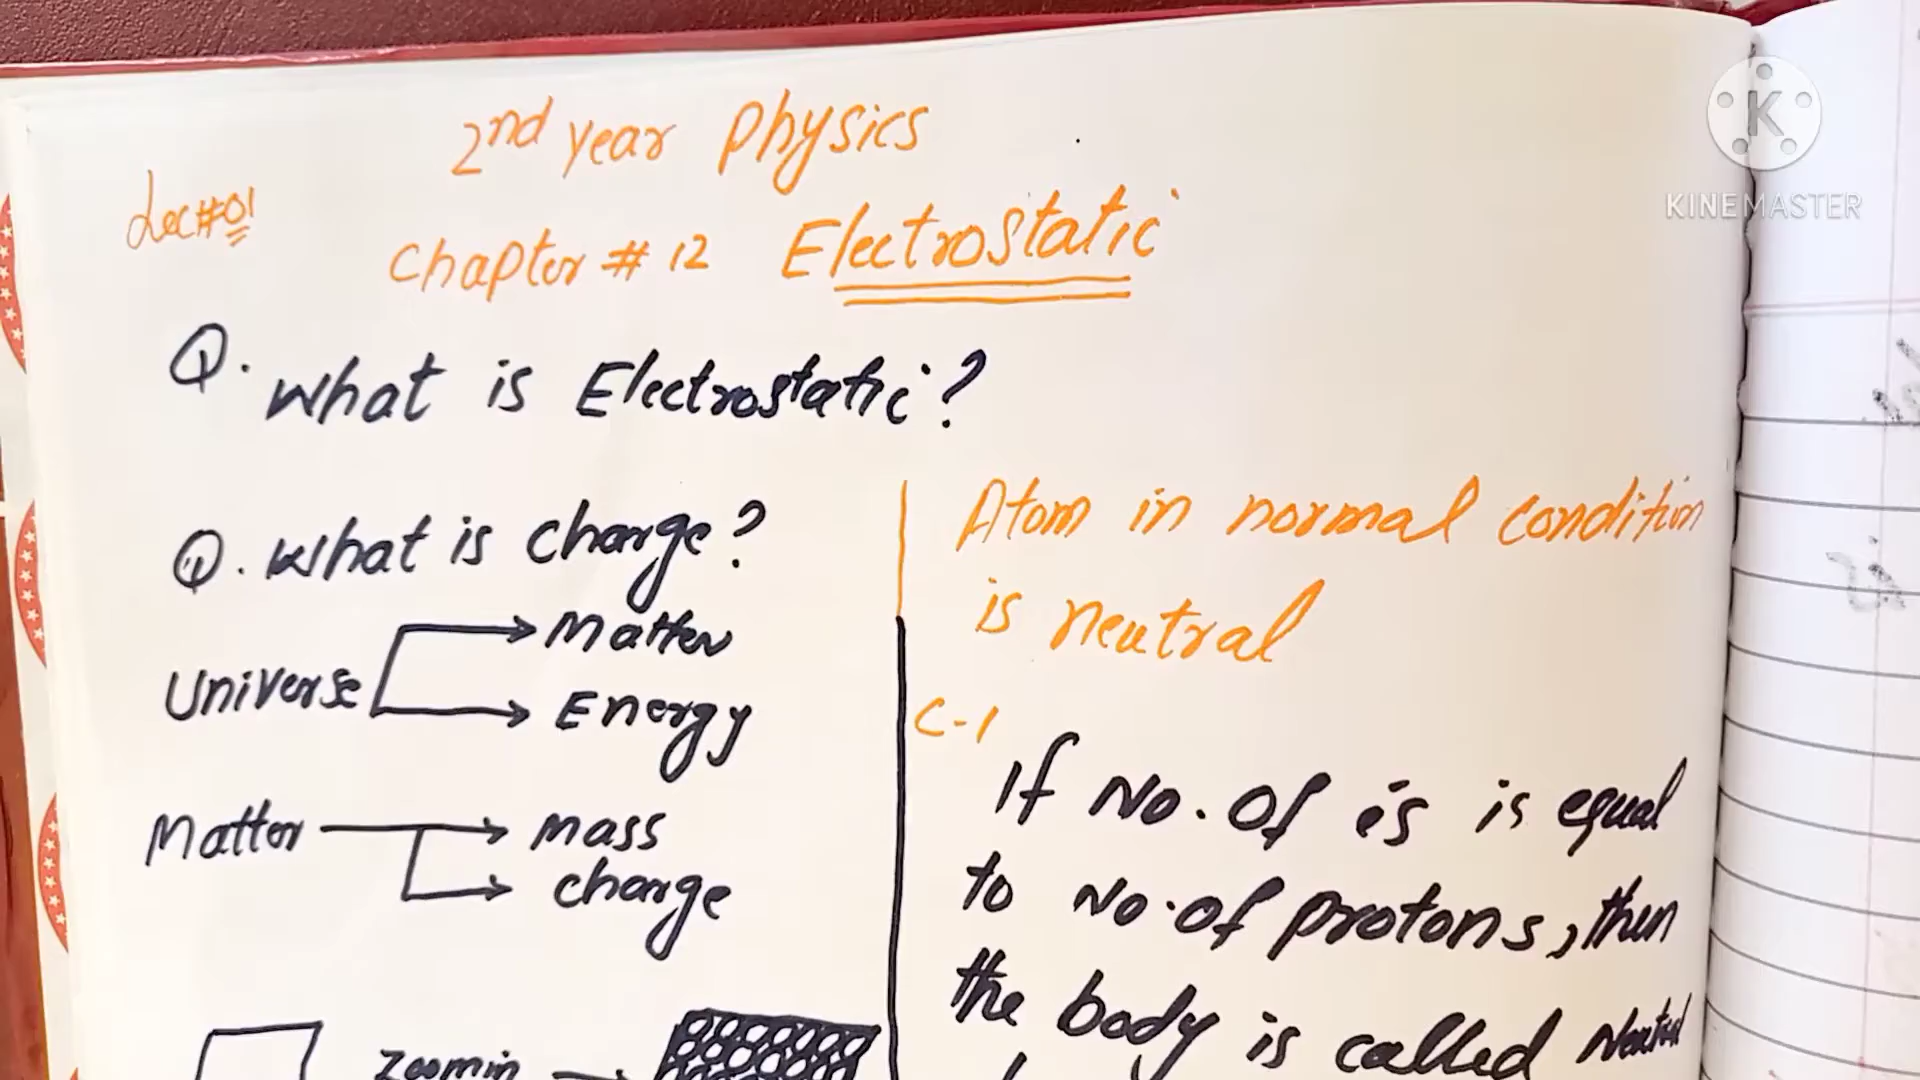 2nd year Physics
Lec#01
Chapter # 12 Electrostatic
Q. What is Electrostatic?
Q. What is charge?
Universe
Matter
Energy
Matter
mass
charge
Zoomin
Atom in normal condition
is neutral
C-1
If No. of es is equal
to No. of protons, then
the body is called Neutral
K
KINEMASTER